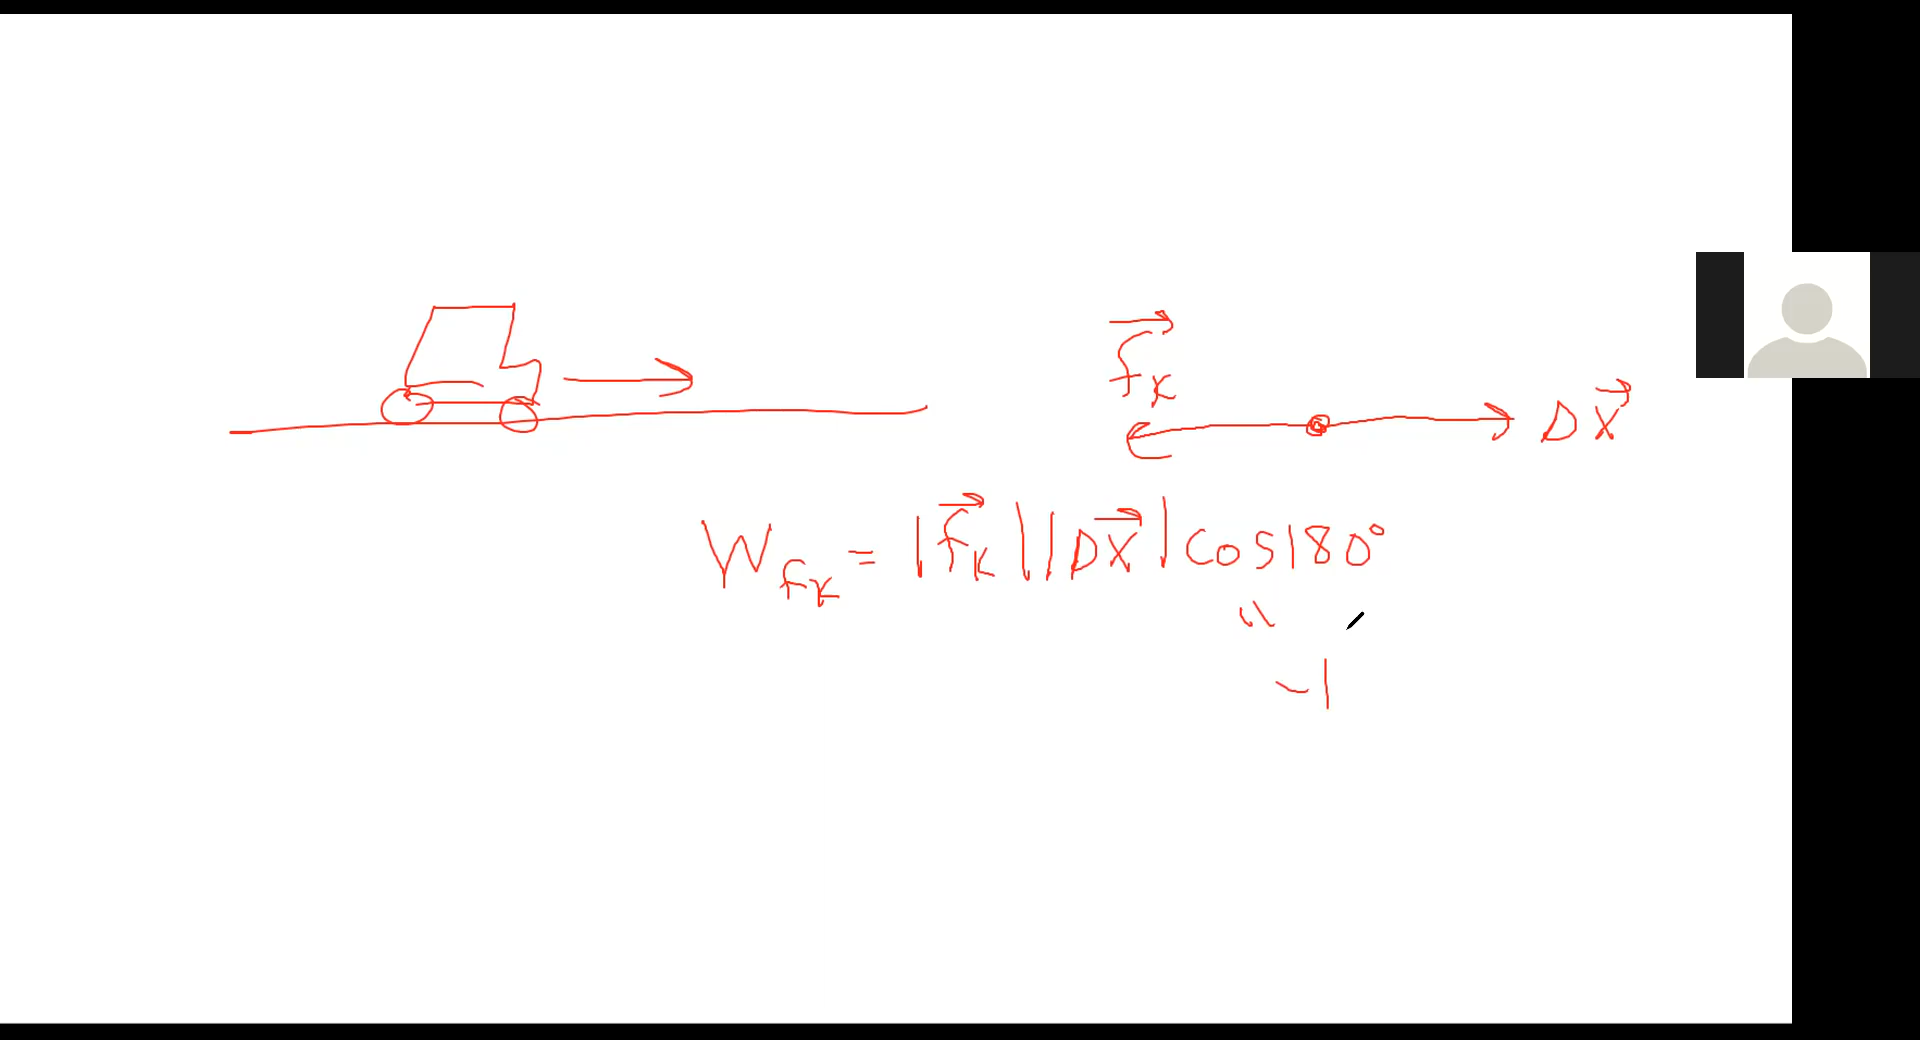 f⃗ₖ
Δx⃗
W_fₖ = |f⃗ₖ||Δx⃗| cos180°
"
-1